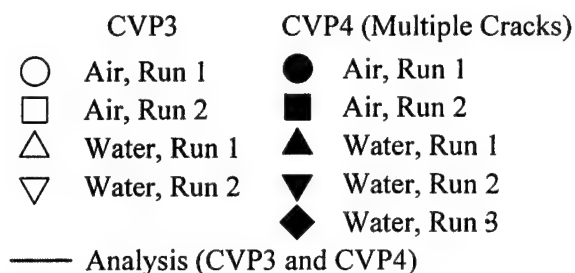 CVP3 CVP4 (Multiple Cracks)
Air, Run 1 Air, Run 1
Air, Run 2 Air, Run 2
Water, Run 1 Water, Run 1
Water, Run 2 Water, Run 2
Water, Run 3
Analysis (CVP3 and CVP4)